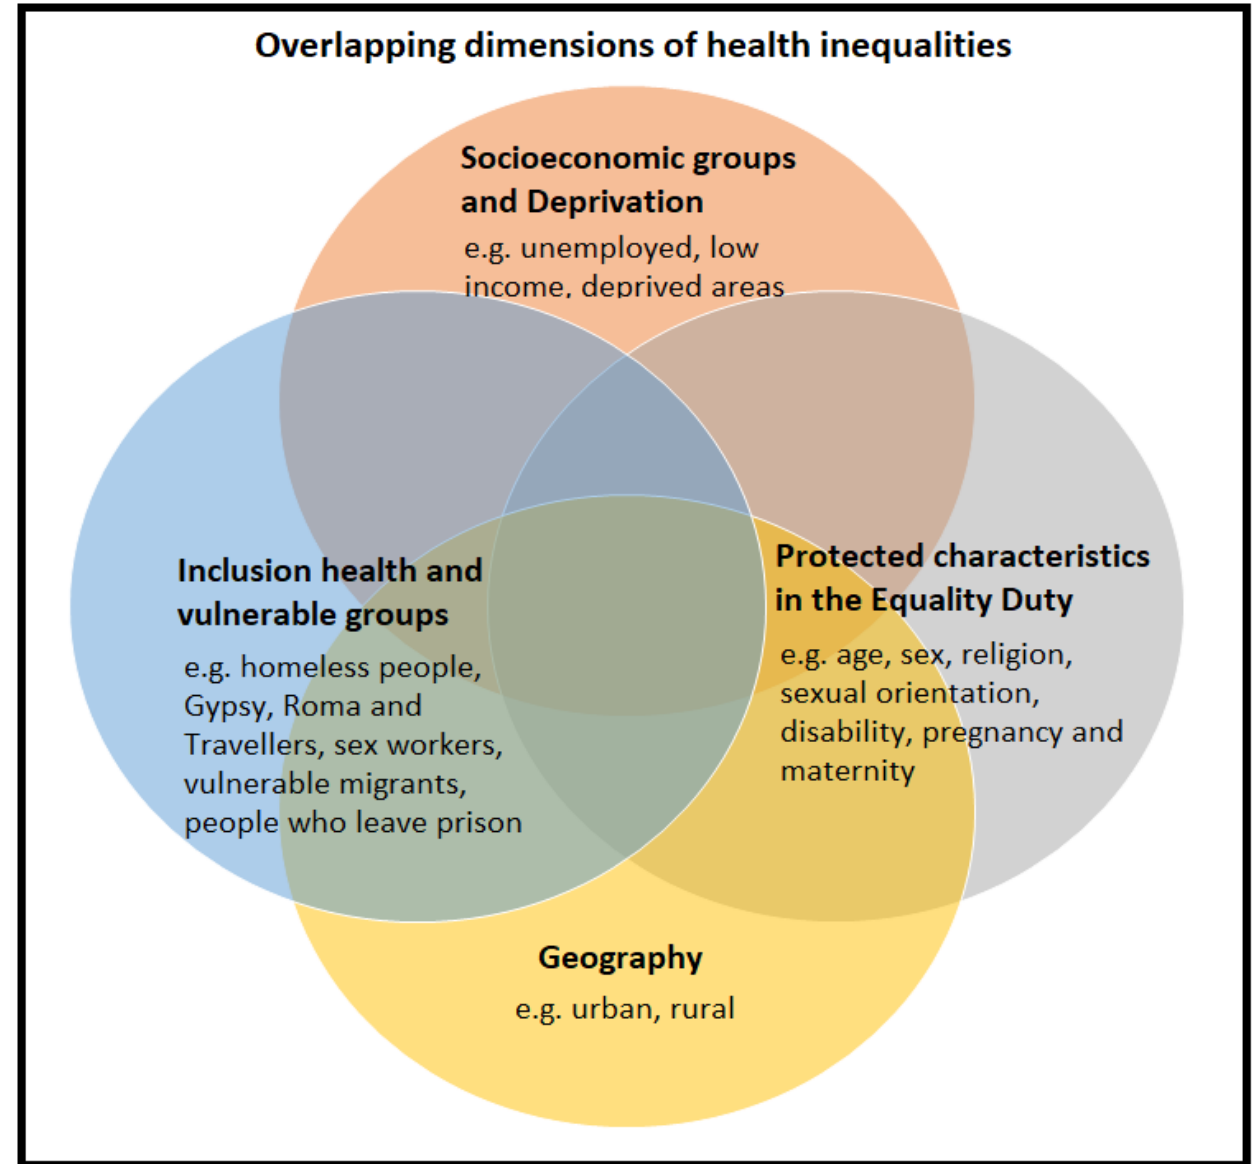 Overlapping dimensions of health inequalities
Socioeconomic groups
and Deprivation
e.g. unemployed, low
income, deprived areas
Inclusion health and
vulnerable groups
e.g. homeless people,
Gypsy, Roma and
Travellers, sex workers,
vulnerable migrants,
people who leave prison
Protected characteristics
in the Equality Duty
e.g. age, sex, religion,
sexual orientation,
disability, pregnancy and
maternity
Geography
e.g. urban, rural